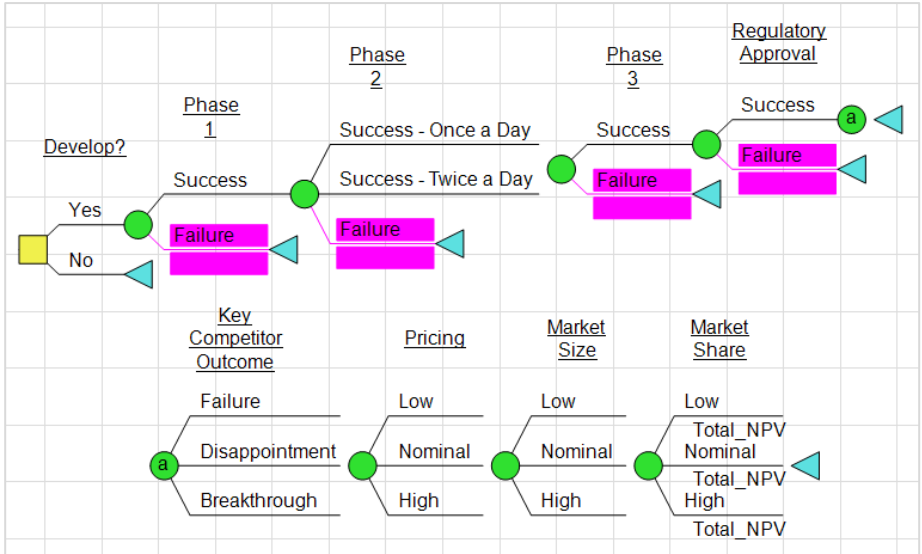 Regulatory
Approval
Phase
2
Phase
3
Phase
1
Success
a
Develop?
Success - Once a Day
Success
Failure
Success
Success - Twice a Day
Failure
Yes
Failure
Failure
No
Key
Competitor
Outcome
Pricing
Market
Size
Market
Share
Failure
Low
Low
Low
Total_NPV
a
Disappointment
Nominal
Nominal
Nominal
Total_NPV
Breakthrough
High
High
High
Total_NPV